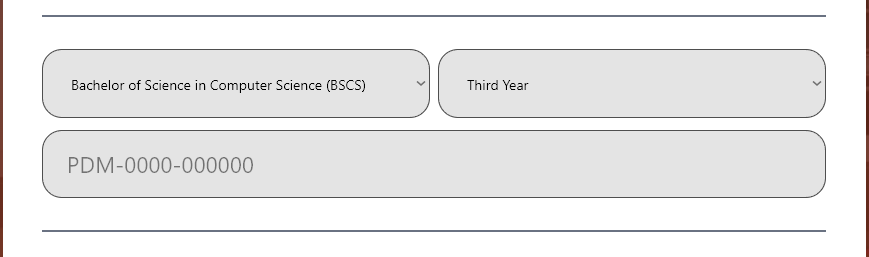 Bachelor of Science in Computer Science (BSCS)
Third Year
PDM-0000-000000